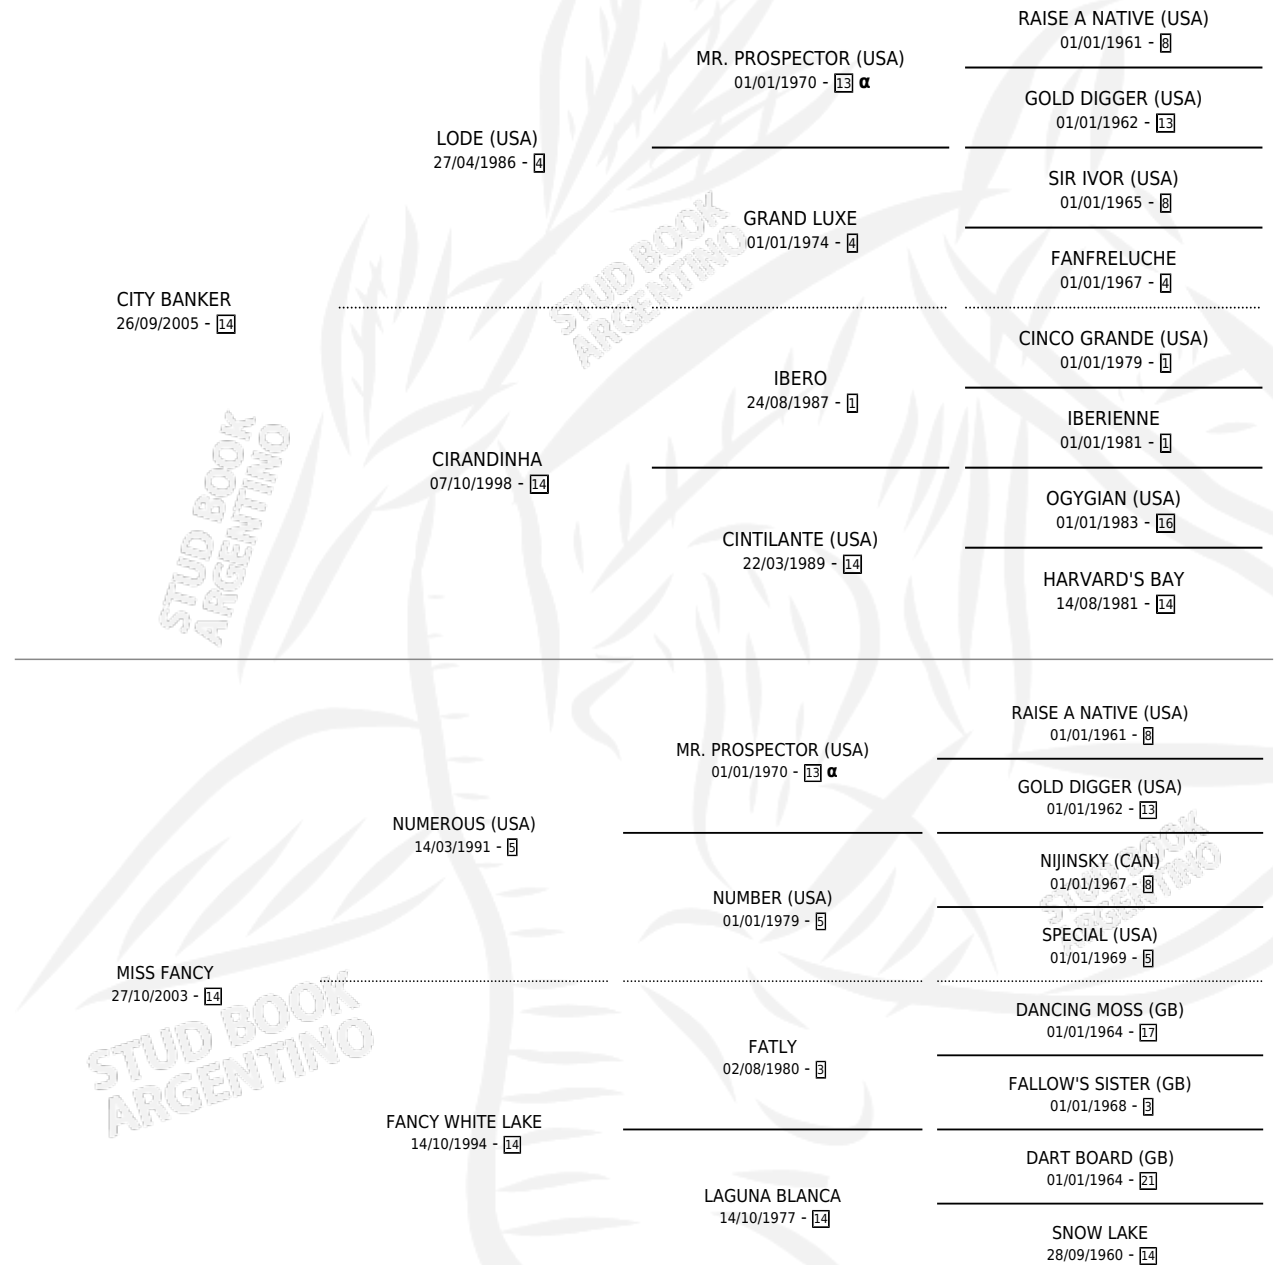 RAISE A NATIVE (USA)
01/01/1961 - 8
MR. PROSPECTOR (USA)
01/01/1970 - 13 α
GOLD DIGGER (USA)
01/01/1962 - 13
LODE (USA)
27/04/1986 - 4
SIR IVOR (USA)
01/01/1965 - 8
GRAND LUXE
01/01/1974 - 4
FANFRELUCHE
01/01/1967 - 4
CITY BANKER
26/09/2005 - 14
STUD BOOK
ARGENTINO
CINCO GRANDE (USA)
01/01/1979 - 1
IBERO
24/08/1987 - 1
IBERIENNE
01/01/1981 - 1
CIRANDINHA
07/10/1998 - 14
OGYGIAN (USA)
01/01/1983 - 16
CINTILANTE (USA)
22/03/1989 - 14
HARVARD'S BAY
14/08/1981 - 14
STUD BOOK
ARGENTINO
RAISE A NATIVE (USA)
01/01/1961 - 8
MR. PROSPECTOR (USA)
01/01/1970 - 13 α
GOLD DIGGER (USA)
01/01/1962 - 13
NUMEROUS (USA)
14/03/1991 - 5
NIJINSKY (CAN)
01/01/1967 - 8
STUD BOOK
ARGENTINO
NUMBER (USA)
01/01/1979 - 5
SPECIAL (USA)
01/01/1969 - 5
MISS FANCY
27/10/2003 - 14
STUD BOOK
ARGENTINO
DANCING MOSS (GB)
01/01/1964 - 17
FATLY
02/08/1980 - 3
FALLOW'S SISTER (GB)
01/01/1968 - 3
FANCY WHITE LAKE
14/10/1994 - 14
DART BOARD (GB)
01/01/1964 - 21
LAGUNA BLANCA
14/10/1977 - 14
SNOW LAKE
28/09/1960 - 14